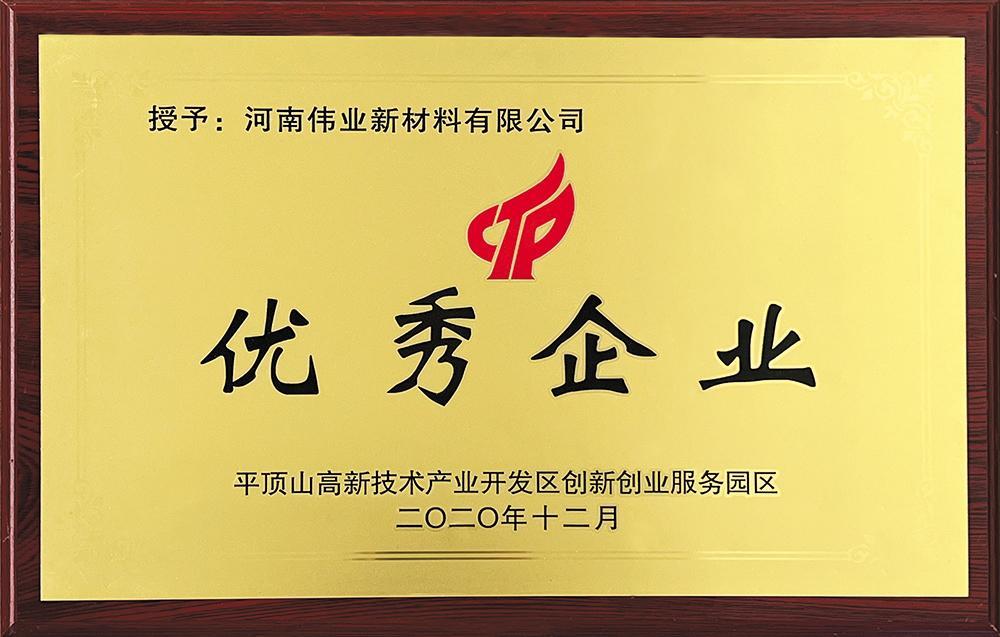 授予：河南伟业新材料有限公司
CTP
优秀企业
平顶山高新技术产业开发区创新创业服务园区
二〇二〇年十二月